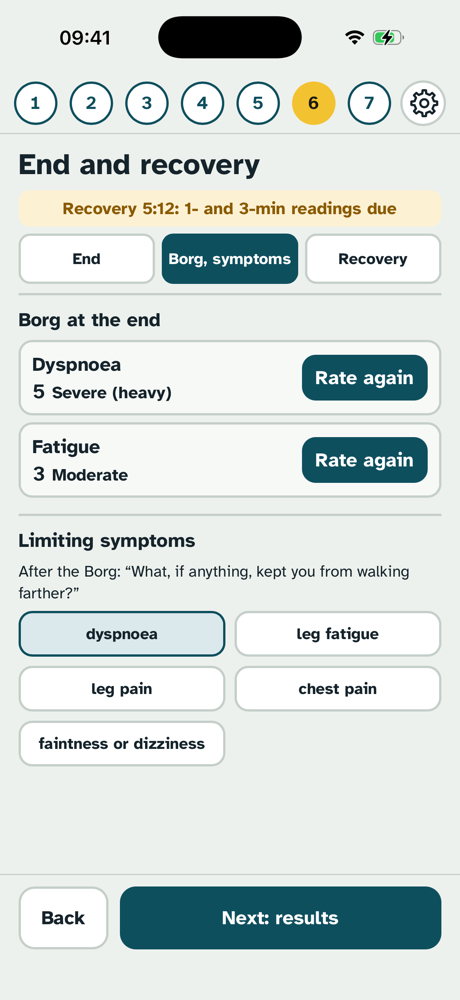 09:41
1 2 3 4 5 6 7
End and recovery
Recovery 5:12: 1- and 3-min readings due
End Borg, symptoms Recovery
Borg at the end
Dyspnoea
5 Severe (heavy)
Rate again
Fatigue
3 Moderate
Rate again
Limiting symptoms
After the Borg: “What, if anything, kept you from walking
farther?”
dyspnoea leg fatigue
leg pain chest pain
faintness or dizziness
Back Next: results